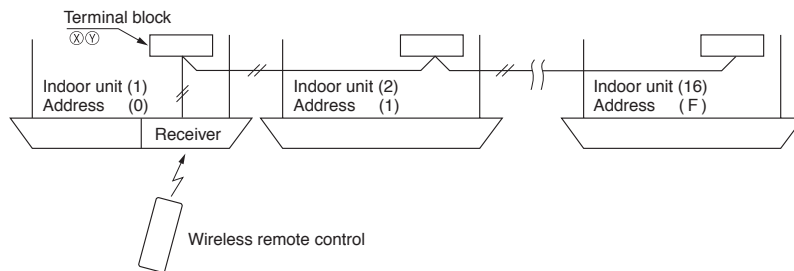 Terminal block
Ⓧ Ⓨ
Indoor unit (1)
Address (0)
Receiver
Indoor unit (2)
Address (1)
Indoor unit (16)
Address (F)
Wireless remote control